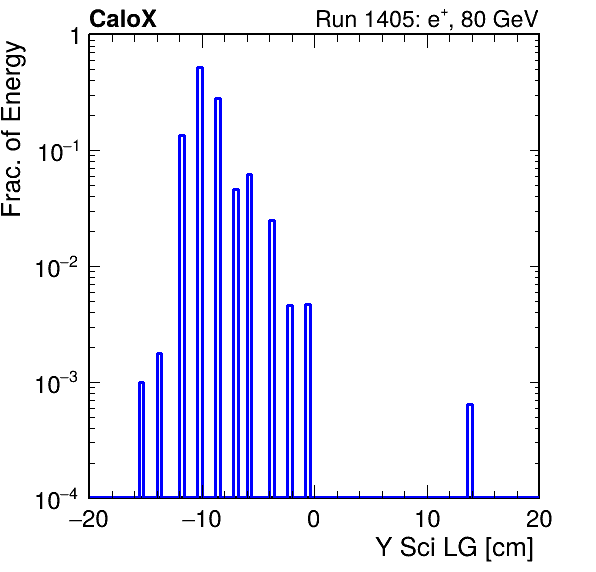 CaloX Run 1405: e⁺, 80 GeV
Frac. of Energy
1
10⁻¹
10⁻²
10⁻³
10⁻⁴
−20 −10 0 10 20
Y Sci LG [cm]